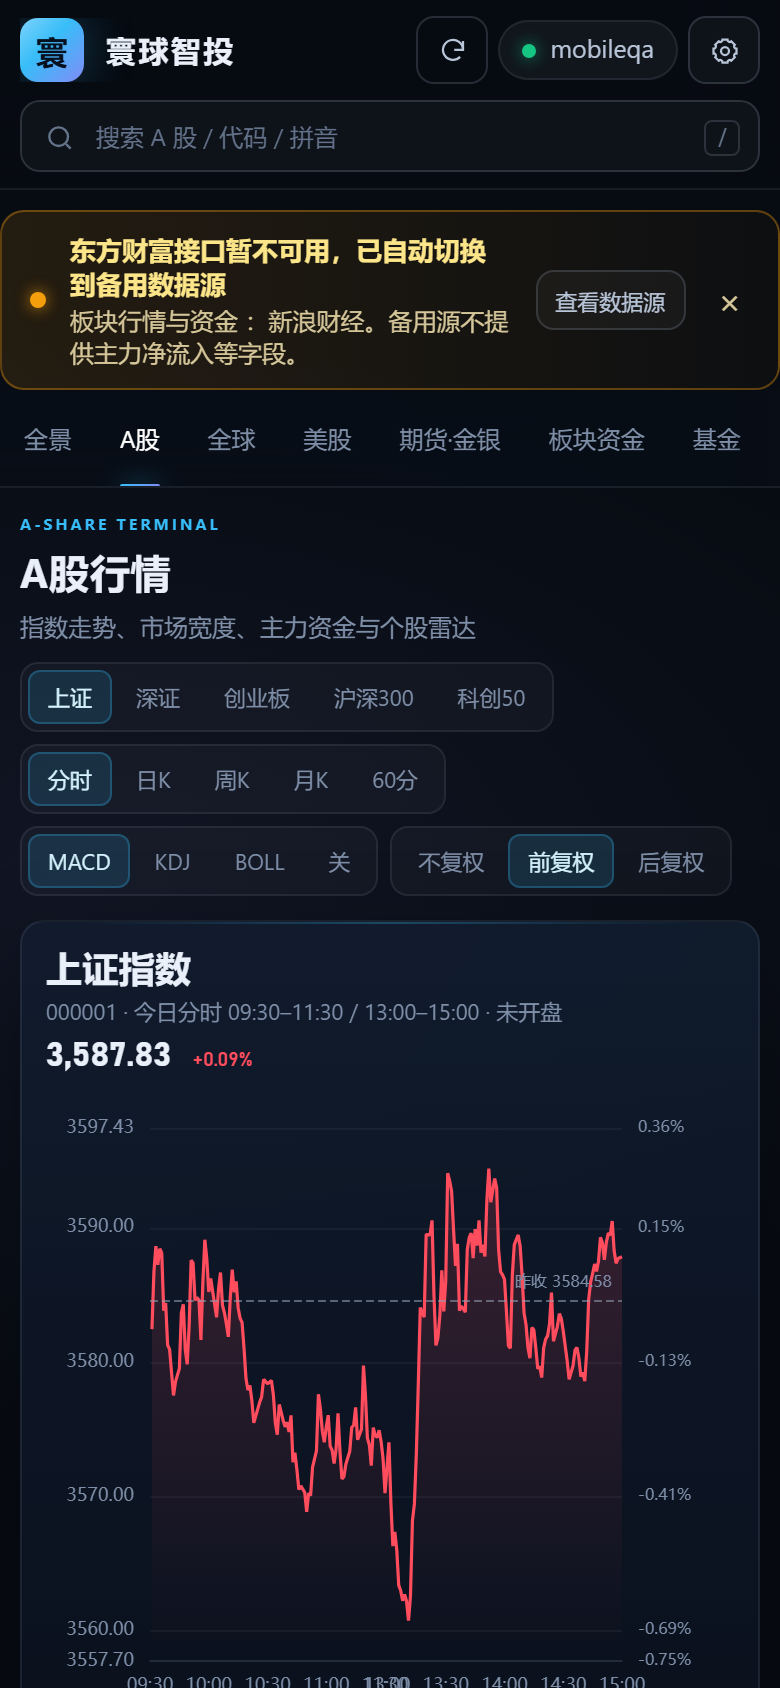 寰 寰球智投 mobileqa
搜索 A 股 / 代码 / 拼音 /
东方财富接口暂不可用，已自动切换
到备用数据源
板块行情与资金 ： 新浪财经。备用源不提
供主力净流入等字段。
查看数据源 ×
全景 A股 全球 美股 期货·金银 板块资金 基金
A-SHARE TERMINAL
A股行情
指数走势、市场宽度、主力资金与个股雷达
上证 深证 创业板 沪深300 科创50
分时 日K 周K 月K 60分
MACD KDJ BOLL 关 不复权 前复权 后复权
上证指数
000001 · 今日分时 09:30–11:30 / 13:00–15:00 · 未开盘
3,587.83 +0.09%
3597.43 0.36%
3590.00 0.15%
昨收 3584.58
3580.00 -0.13%
3570.00 -0.41%
3560.00 -0.69%
3557.70 -0.75%
09:30 10:00 10:30 11:00 13:30 14:00 14:30 15:00